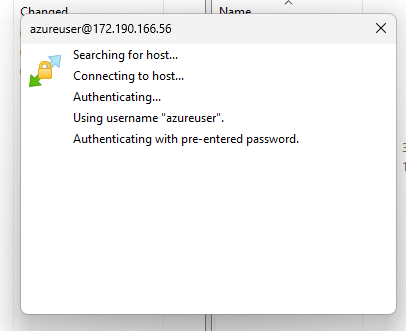 Changed
Name
azureuser@172.190.166.56
Searching for host...
Connecting to host...
Authenticating...
Using username "azureuser".
Authenticating with pre-entered password.